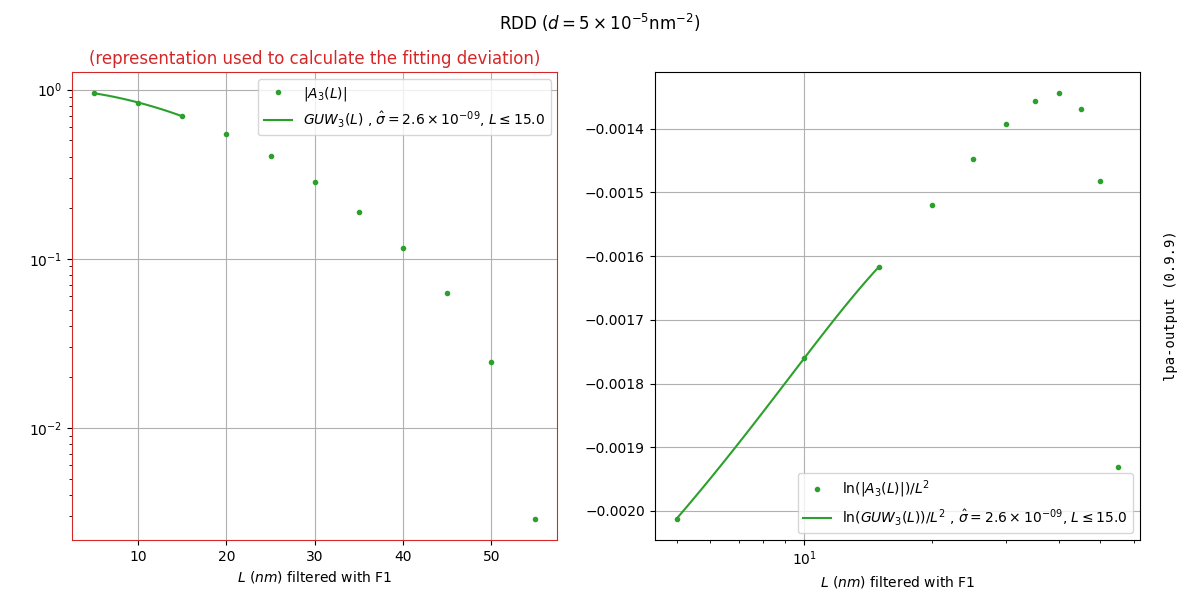 RDD (d = 5 × 10⁻⁵nm⁻²)
(representation used to calculate the fitting deviation)
|A₃(L)|
GUW₃(L) , σ̂ = 2.6 × 10⁻⁰⁹, L ≤ 15.0
10⁰
10⁻¹
10⁻²
10 20 30 40 50
L (nm) filtered with F1
−0.0014
−0.0015
−0.0016
−0.0017
−0.0018
−0.0019
−0.0020
ln(|A₃(L)|)/L²
ln(GUW₃(L))/L² , σ̂ = 2.6 × 10⁻⁰⁹, L ≤ 15.0
10¹
L (nm) filtered with F1
lpa-output (0.9.9)